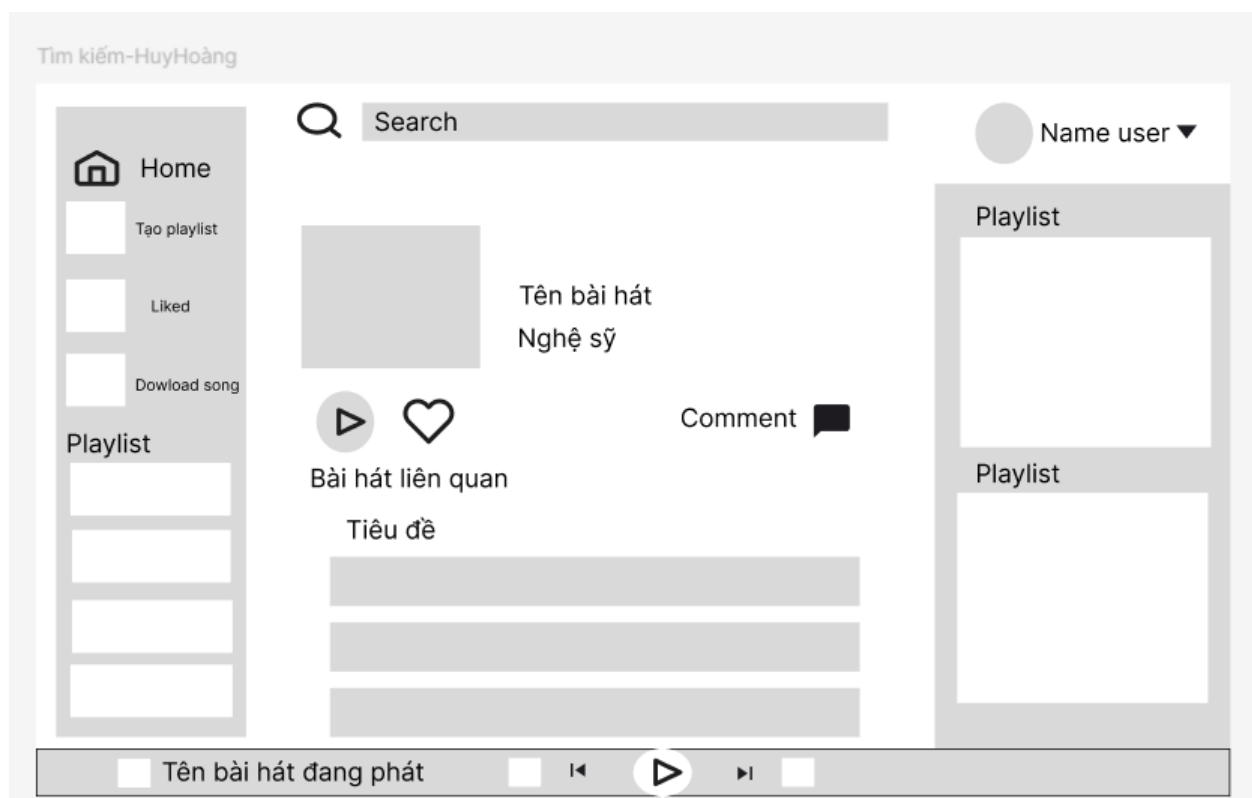 Tìm kiếm-HuyHoàng
Search
Name user
Home
Tạo playlist
Liked
Dowload song
Playlist
Tên bài hát
Nghệ sỹ
Comment
Bài hát liên quan
Tiêu đề
Playlist
Playlist
Tên bài hát đang phát